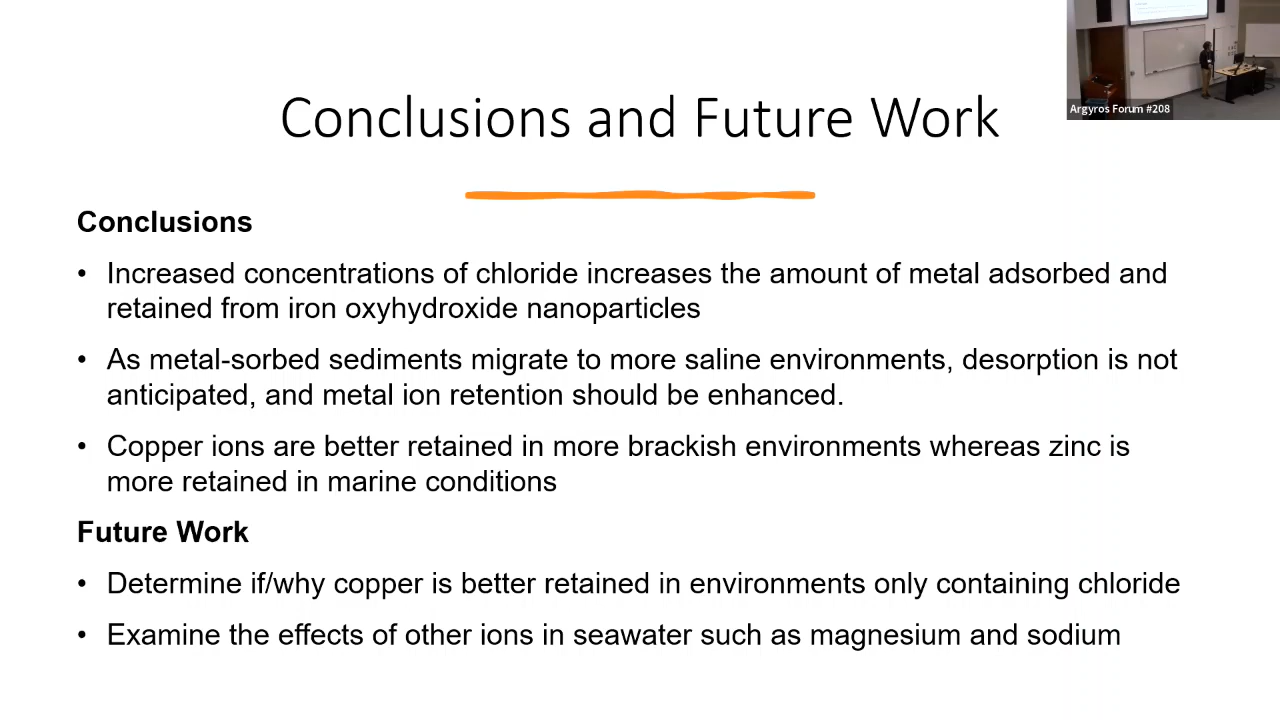 Conclusions and Future Work
Argyros Forum #208
Conclusions
• Increased concentrations of chloride increases the amount of metal adsorbed and
retained from iron oxyhydroxide nanoparticles
• As metal-sorbed sediments migrate to more saline environments, desorption is not
anticipated, and metal ion retention should be enhanced.
• Copper ions are better retained in more brackish environments whereas zinc is
more retained in marine conditions
Future Work
• Determine if/why copper is better retained in environments only containing chloride
• Examine the effects of other ions in seawater such as magnesium and sodium